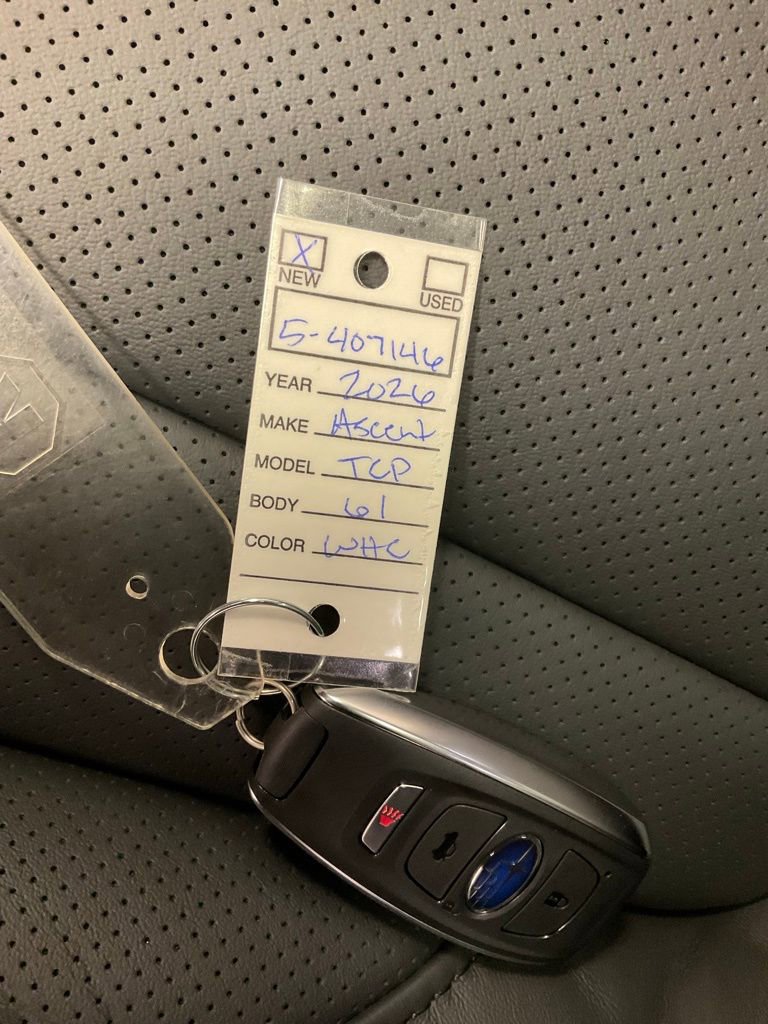 X
NEW
USED
5-407146
YEAR 2026
MAKE Ascent
MODEL TCP
BODY 61
COLOR WHC